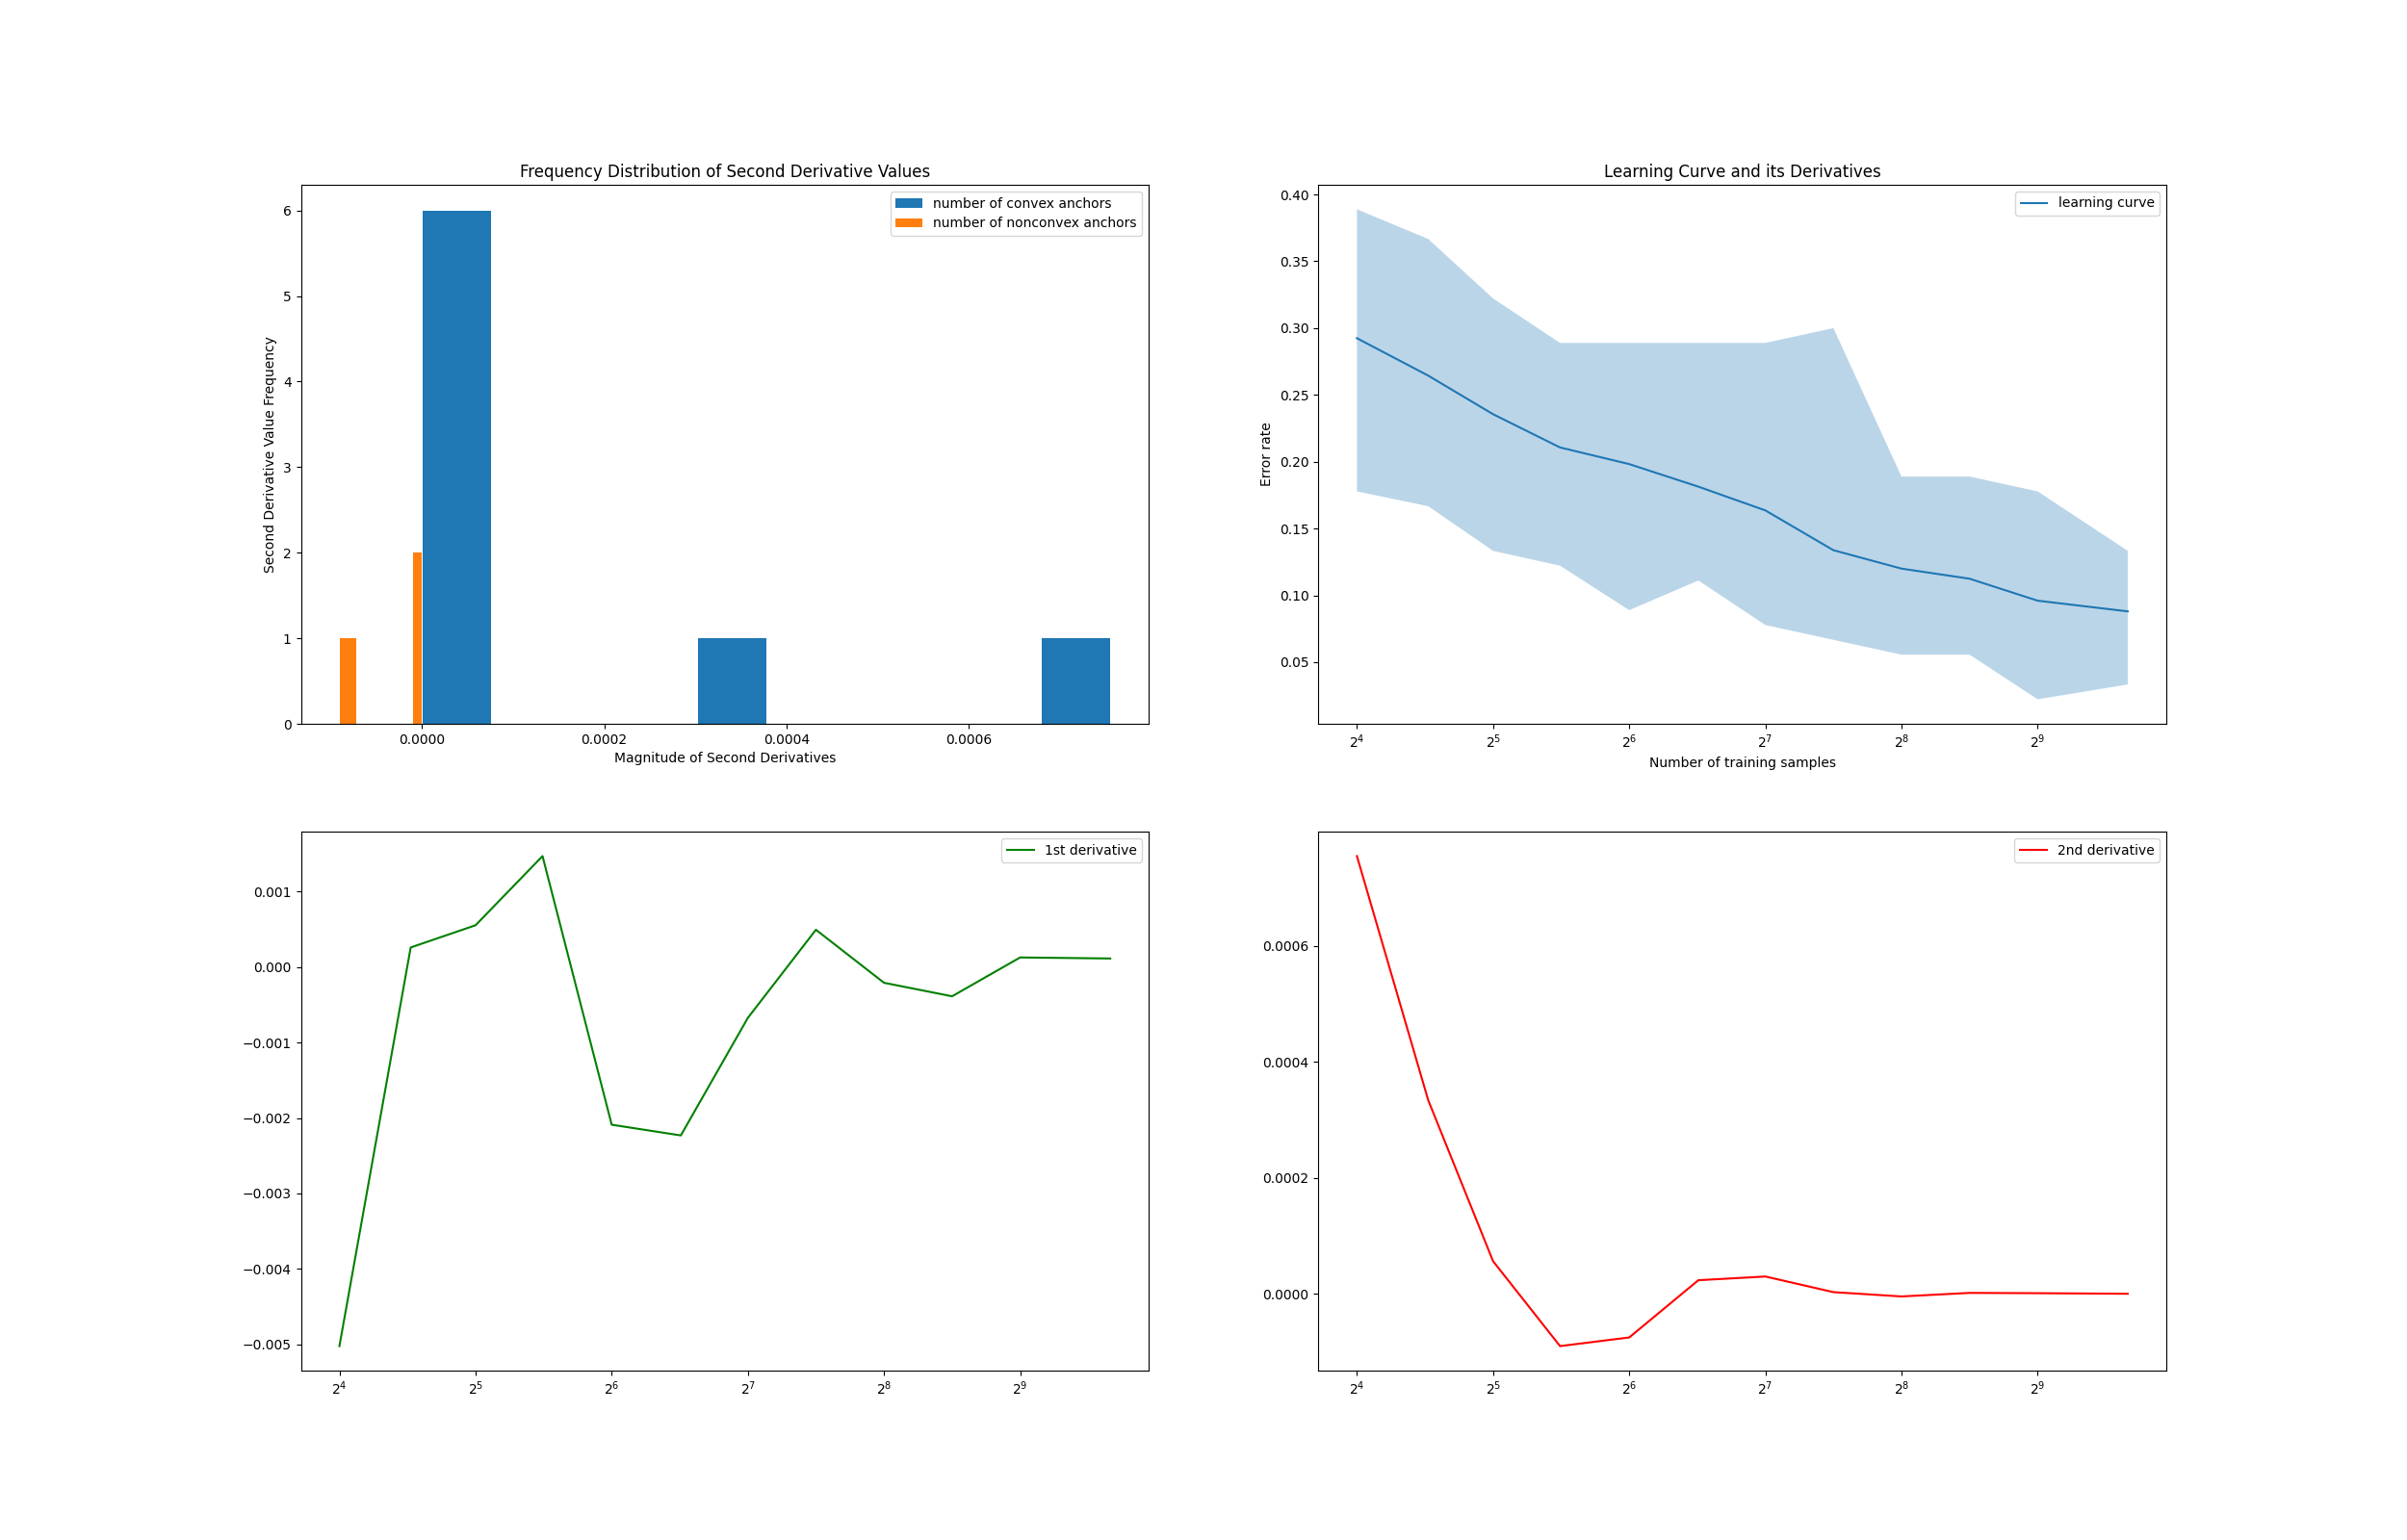 Frequency Distribution of Second Derivative Values
number of convex anchors
number of nonconvex anchors
Second Derivative Value Frequency
6
5
4
3
2
1
0
0.0000 0.0002 0.0004 0.0006
Magnitude of Second Derivatives
Learning Curve and its Derivatives
learning curve
Error rate
0.40
0.35
0.30
0.25
0.20
0.15
0.10
0.05
2⁴ 2⁵ 2⁶ 2⁷ 2⁸ 2⁹
Number of training samples
1st derivative
0.001
0.000
−0.001
−0.002
−0.003
−0.004
−0.005
2⁴ 2⁵ 2⁶ 2⁷ 2⁸ 2⁹
2nd derivative
0.0006
0.0004
0.0002
0.0000
2⁴ 2⁵ 2⁶ 2⁷ 2⁸ 2⁹